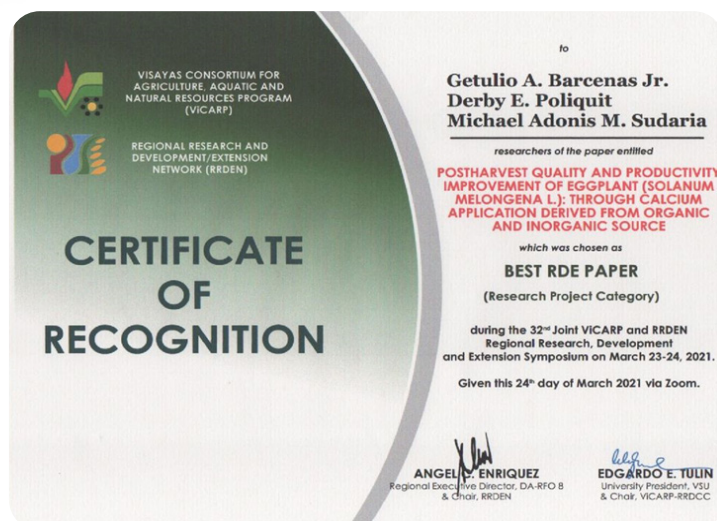 VISAYAS CONSORTIUM FOR
AGRICULTURE, AQUATIC AND
NATURAL RESOURCES PROGRAM
(ViCARP)
REGIONAL RESEARCH AND
DEVELOPMENT/EXTENSION
NETWORK (RRDEN)
CERTIFICATE
OF
RECOGNITION
to
Getulio A. Barcenas Jr.
Derby E. Poliquit
Michael Adonis M. Sudaria
researchers of the paper entitled
POSTHARVEST QUALITY AND PRODUCTIVITY
IMPROVEMENT OF EGGPLANT (SOLANUM
MELONGENA L.): THROUGH CALCIUM
APPLICATION DERIVED FROM ORGANIC
AND INORGANIC SOURCE
which was chosen as
BEST RDE PAPER
(Research Project Category)
during the 32nd Joint ViCARP and RRDEN
Regional Research, Development
and Extension Symposium on March 23-24, 2021.
Given this 24th day of March 2021 via Zoom.
ANGEL C. ENRIQUEZ
Regional Executive Director, DA-RFO 8
& Chair, RRDEN
EDGARDO E. TULIN
University President, VSU
& Chair, ViCARP-RRDCC